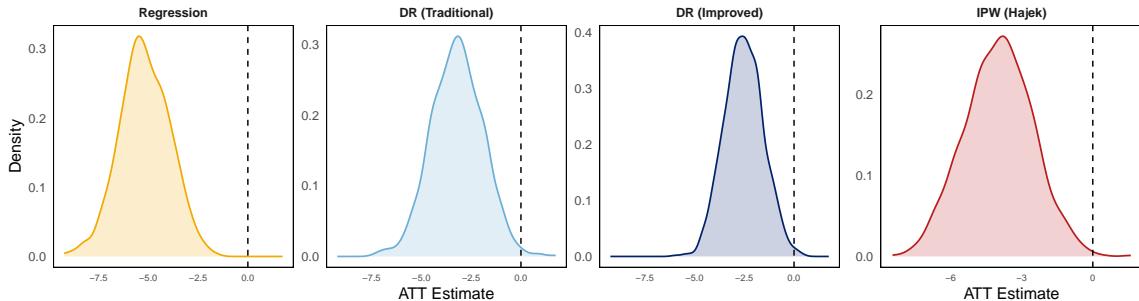 Regression
DR (Traditional)
DR (Improved)
IPW (Hajek)
Density
0.3
0.2
0.1
0.0
−7.5 −5.0 −2.5 0.0
0.3
0.2
0.1
0.0
−7.5 −5.0 −2.5 0.0
0.4
0.3
0.2
0.1
0.0
−7.5 −5.0 −2.5 0.0
0.2
0.1
0.0
−6 −3 0
ATT Estimate
ATT Estimate